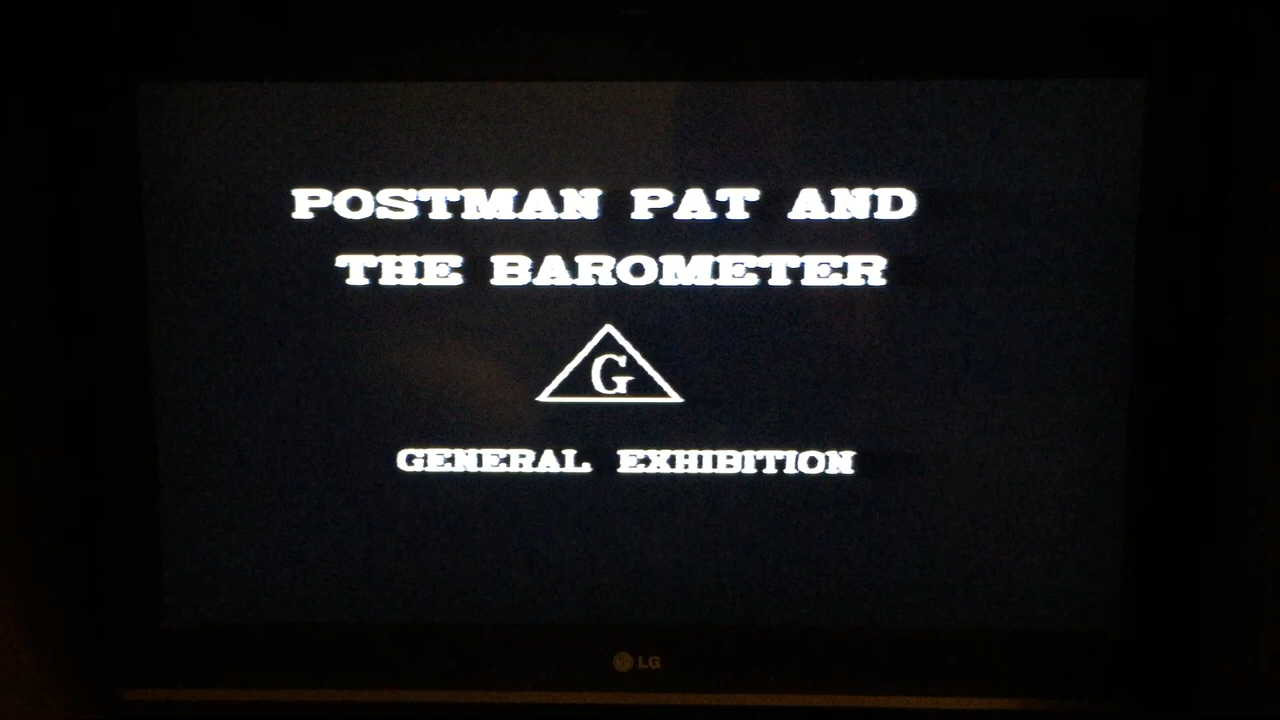 POSTMAN PAT AND
THE BAROMETER
G
GENERAL EXHIBITION
LG